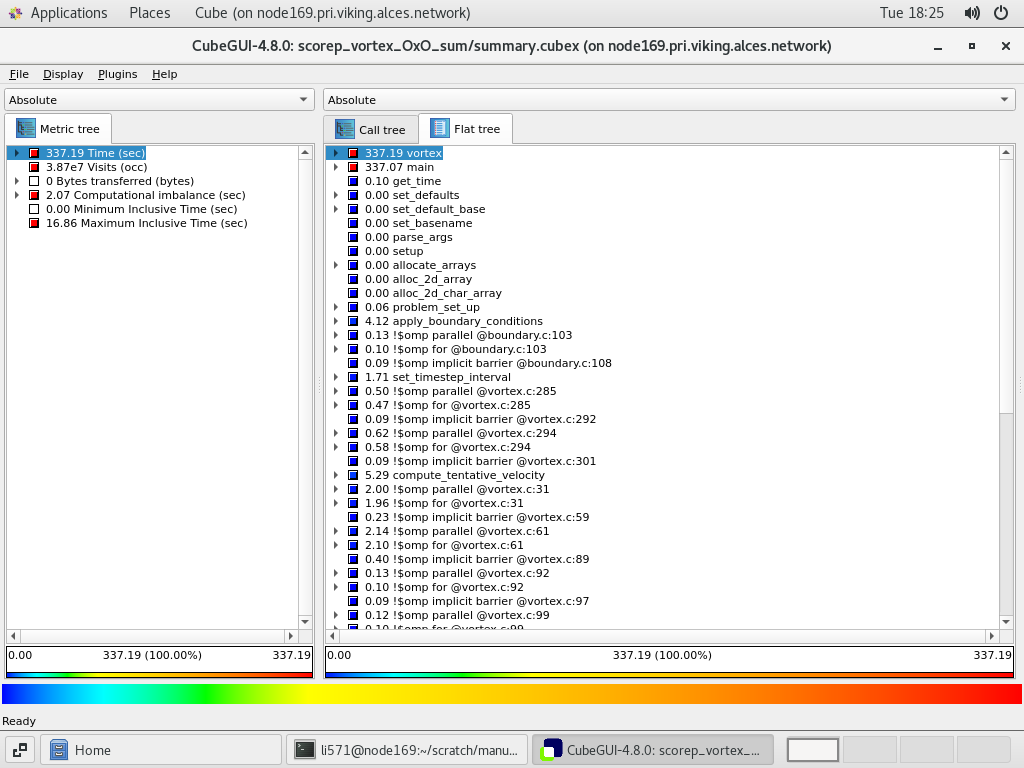 Applications Places Cube (on node169.pri.viking.alces.network) Tue 18:25
CubeGUI-4.8.0: scorep_vortex_OxO_sum/summary.cubex (on node169.pri.viking.alces.network)
File Display Plugins Help
Absolute
Metric tree
337.19 Time (sec)
3.87e7 Visits (occ)
0 Bytes transferred (bytes)
2.07 Computational imbalance (sec)
0.00 Minimum Inclusive Time (sec)
16.86 Maximum Inclusive Time (sec)
0.00 337.19 (100.00%) 337.19
Absolute
Call tree Flat tree
337.19 vortex
337.07 main
0.10 get_time
0.00 set_defaults
0.00 set_default_base
0.00 set_basename
0.00 parse_args
0.00 setup
0.00 allocate_arrays
0.00 alloc_2d_array
0.00 alloc_2d_char_array
0.06 problem_set_up
4.12 apply_boundary_conditions
0.13 !$omp parallel @boundary.c:103
0.10 !$omp for @boundary.c:103
0.09 !$omp implicit barrier @boundary.c:108
1.71 set_timestep_interval
0.50 !$omp parallel @vortex.c:285
0.47 !$omp for @vortex.c:285
0.09 !$omp implicit barrier @vortex.c:292
0.62 !$omp parallel @vortex.c:294
0.58 !$omp for @vortex.c:294
0.09 !$omp implicit barrier @vortex.c:301
5.29 compute_tentative_velocity
2.00 !$omp parallel @vortex.c:31
1.96 !$omp for @vortex.c:31
0.23 !$omp implicit barrier @vortex.c:59
2.14 !$omp parallel @vortex.c:61
2.10 !$omp for @vortex.c:61
0.40 !$omp implicit barrier @vortex.c:89
0.13 !$omp parallel @vortex.c:92
0.10 !$omp for @vortex.c:92
0.09 !$omp implicit barrier @vortex.c:97
0.12 !$omp parallel @vortex.c:99
0.10 !$omp for @vortex.c:99
0.00 337.19 (100.00%) 337.19
Ready
Home li571@node169:~/scratch/manu... CubeGUI-4.8.0: scorep_vortex_...